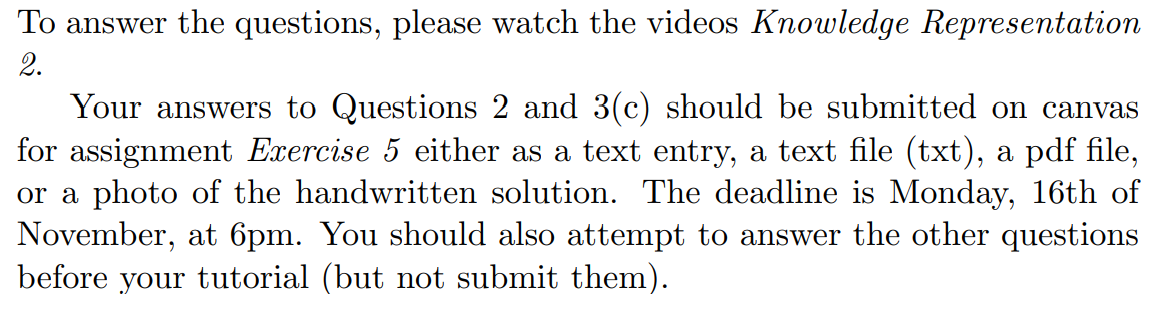 To answer the questions, please watch the videos Knowledge Representation
2.
Your answers to Questions 2 and 3(c) should be submitted on canvas
for assignment Exercise 5 either as a text entry, a text file (txt), a pdf file,
or a photo of the handwritten solution. The deadline is Monday, 16th of
November, at 6pm. You should also attempt to answer the other questions
before your tutorial (but not submit them).